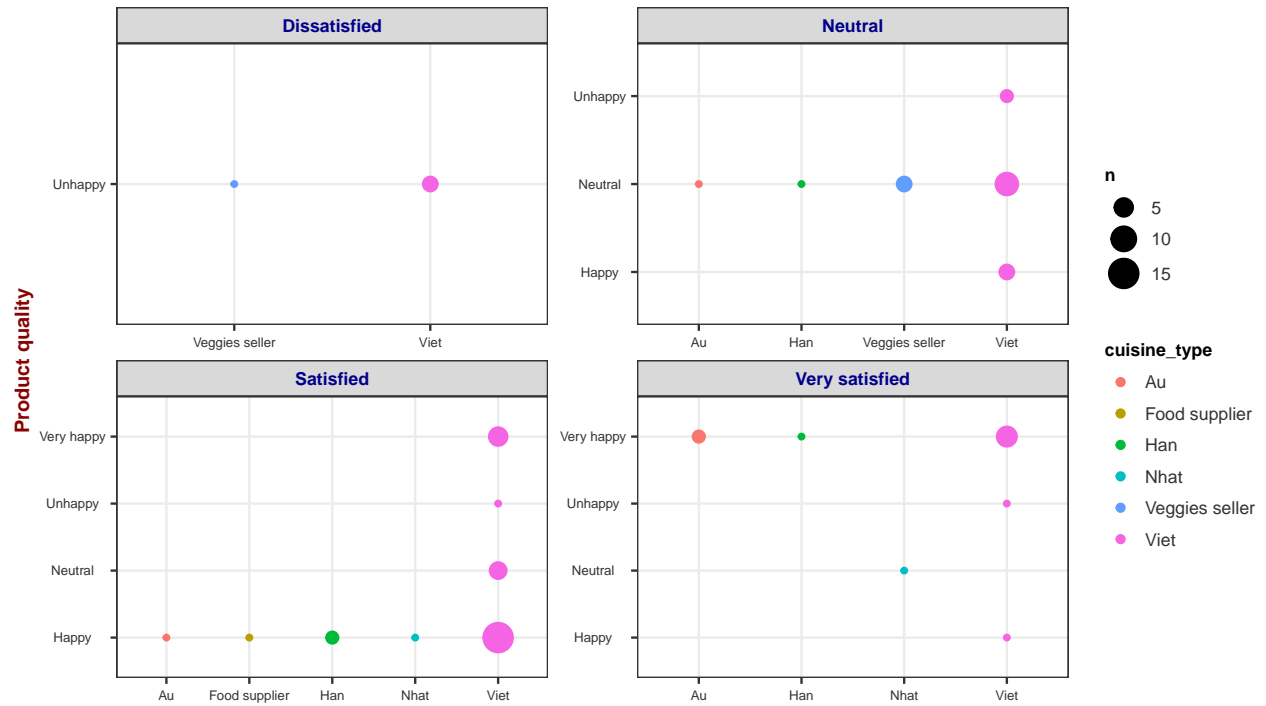 Dissatisfied
Neutral
Unhappy
Veggies seller
Viet
Unhappy
Neutral
Happy
Au
Han
Veggies seller
Viet
Product quality
Satisfied
Very satisfied
Very happy
Unhappy
Neutral
Happy
Au
Food supplier
Han
Nhat
Viet
Very happy
Unhappy
Neutral
Happy
Au
Han
Nhat
Viet
n
5
10
15
cuisine_type
Au
Food supplier
Han
Nhat
Veggies seller
Viet